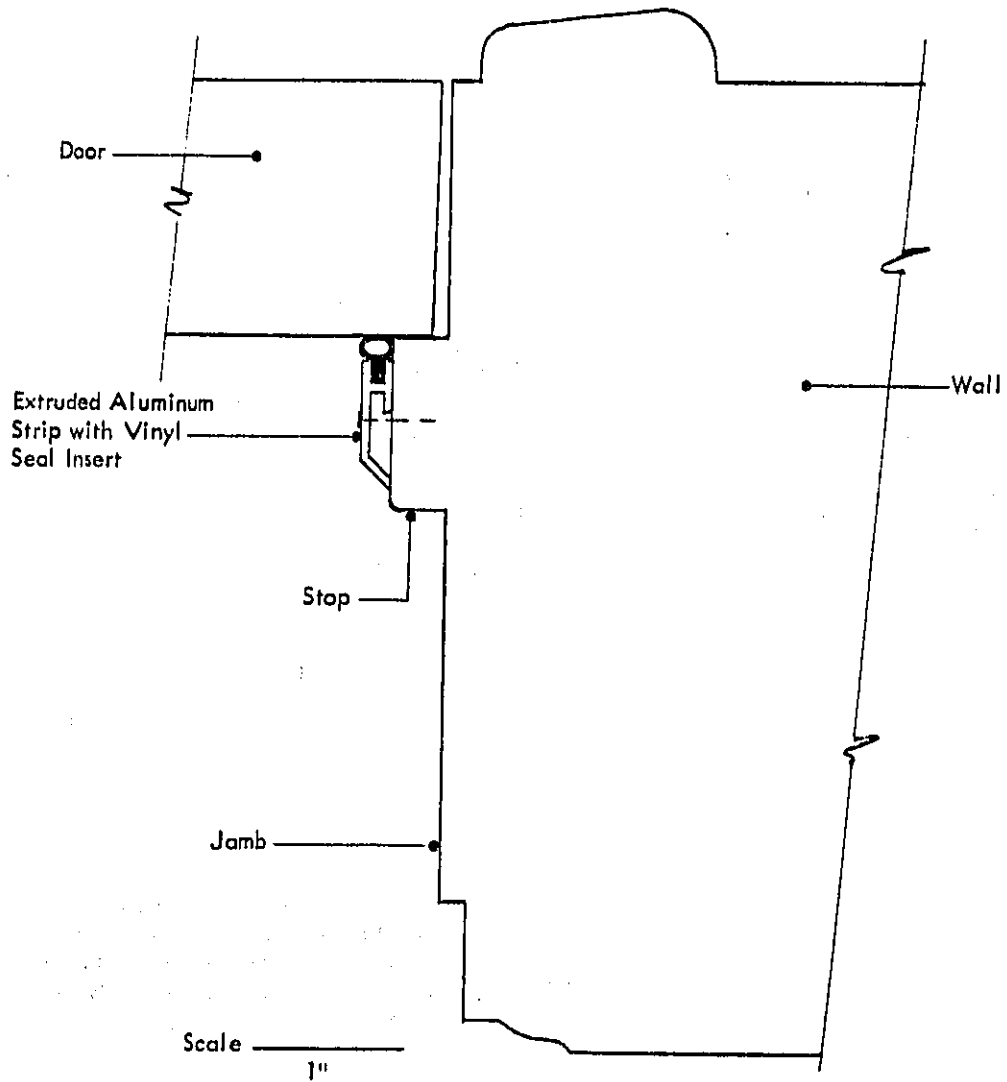 Door
Wall
Extruded Aluminum
Strip with Vinyl
Seal Insert
Stop
Jamb
Scale
1"